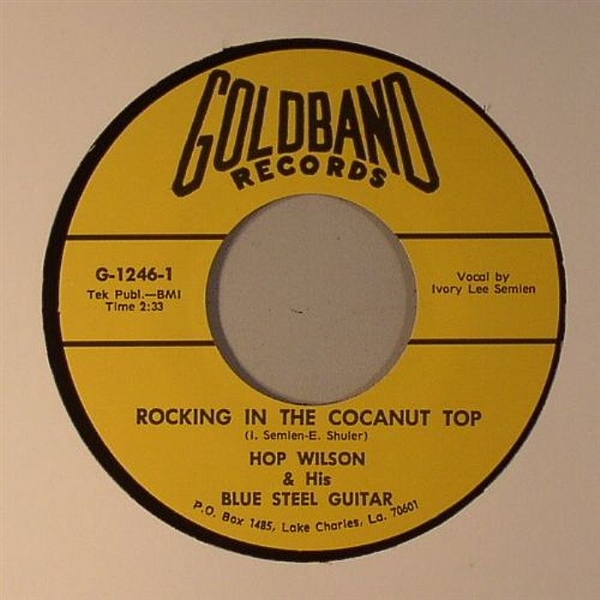 GOLDBAND
RECORDS
G-1246-1
Tek Publ.—BMI
Time 2:33
Vocal by
Ivory Lee Semien
ROCKING IN THE COCANUT TOP
(I. Semien-E. Shuler)
HOP WILSON
& His
BLUE STEEL GUITAR
P.O. Box 1485, Lake Charles, La. 70601